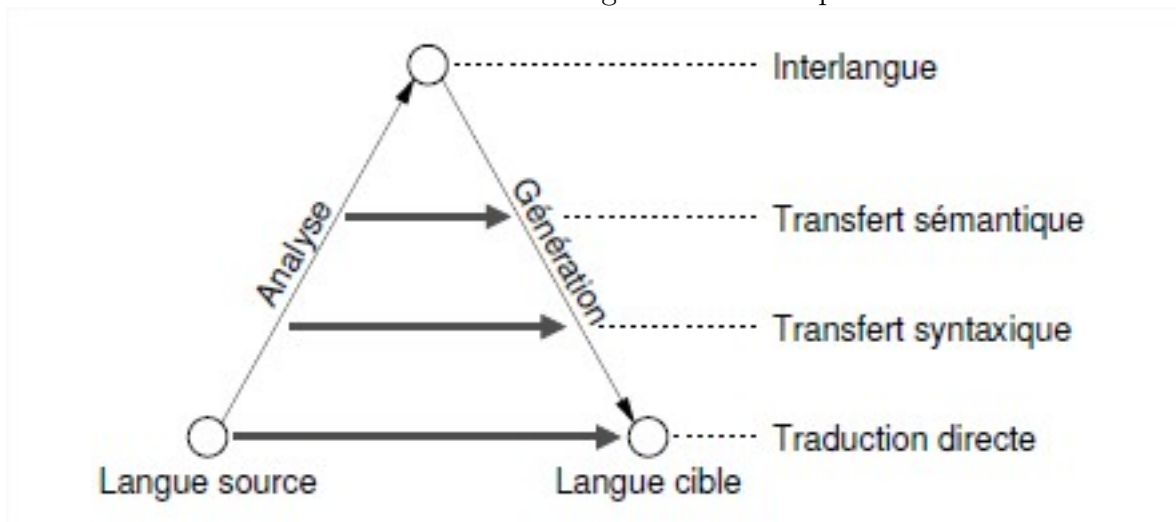 Interlangue
Analyse
Génération
Transfert sémantique
Transfert syntaxique
Traduction directe
Langue source
Langue cible